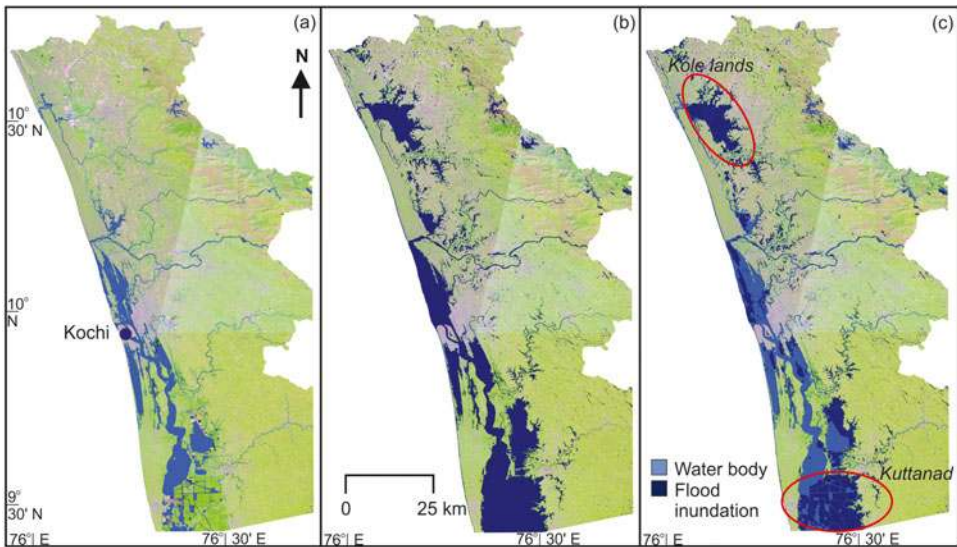 (a)
N
10°
30' N
10°
N
Kochi
9°
30' N
76° E
76° 30' E
(b)
0
25 km
76° E
76° 30' E
(c)
Kole lands
Water body
Flood
inundation
Kuttanad
76° E
76° 30' E